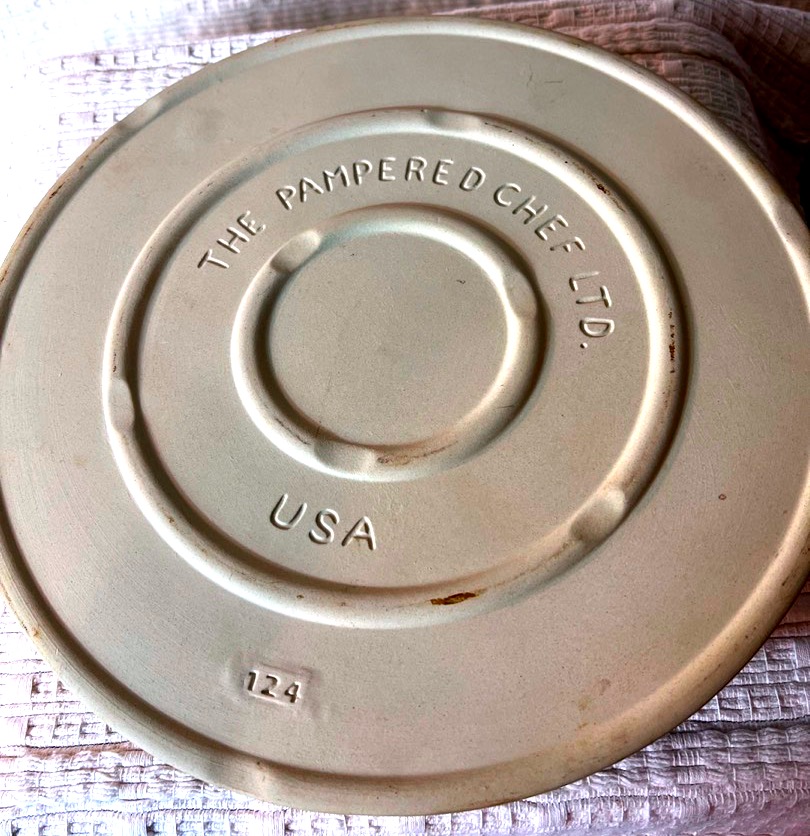 THE PAMPERED CHEF LTD.
USA
124